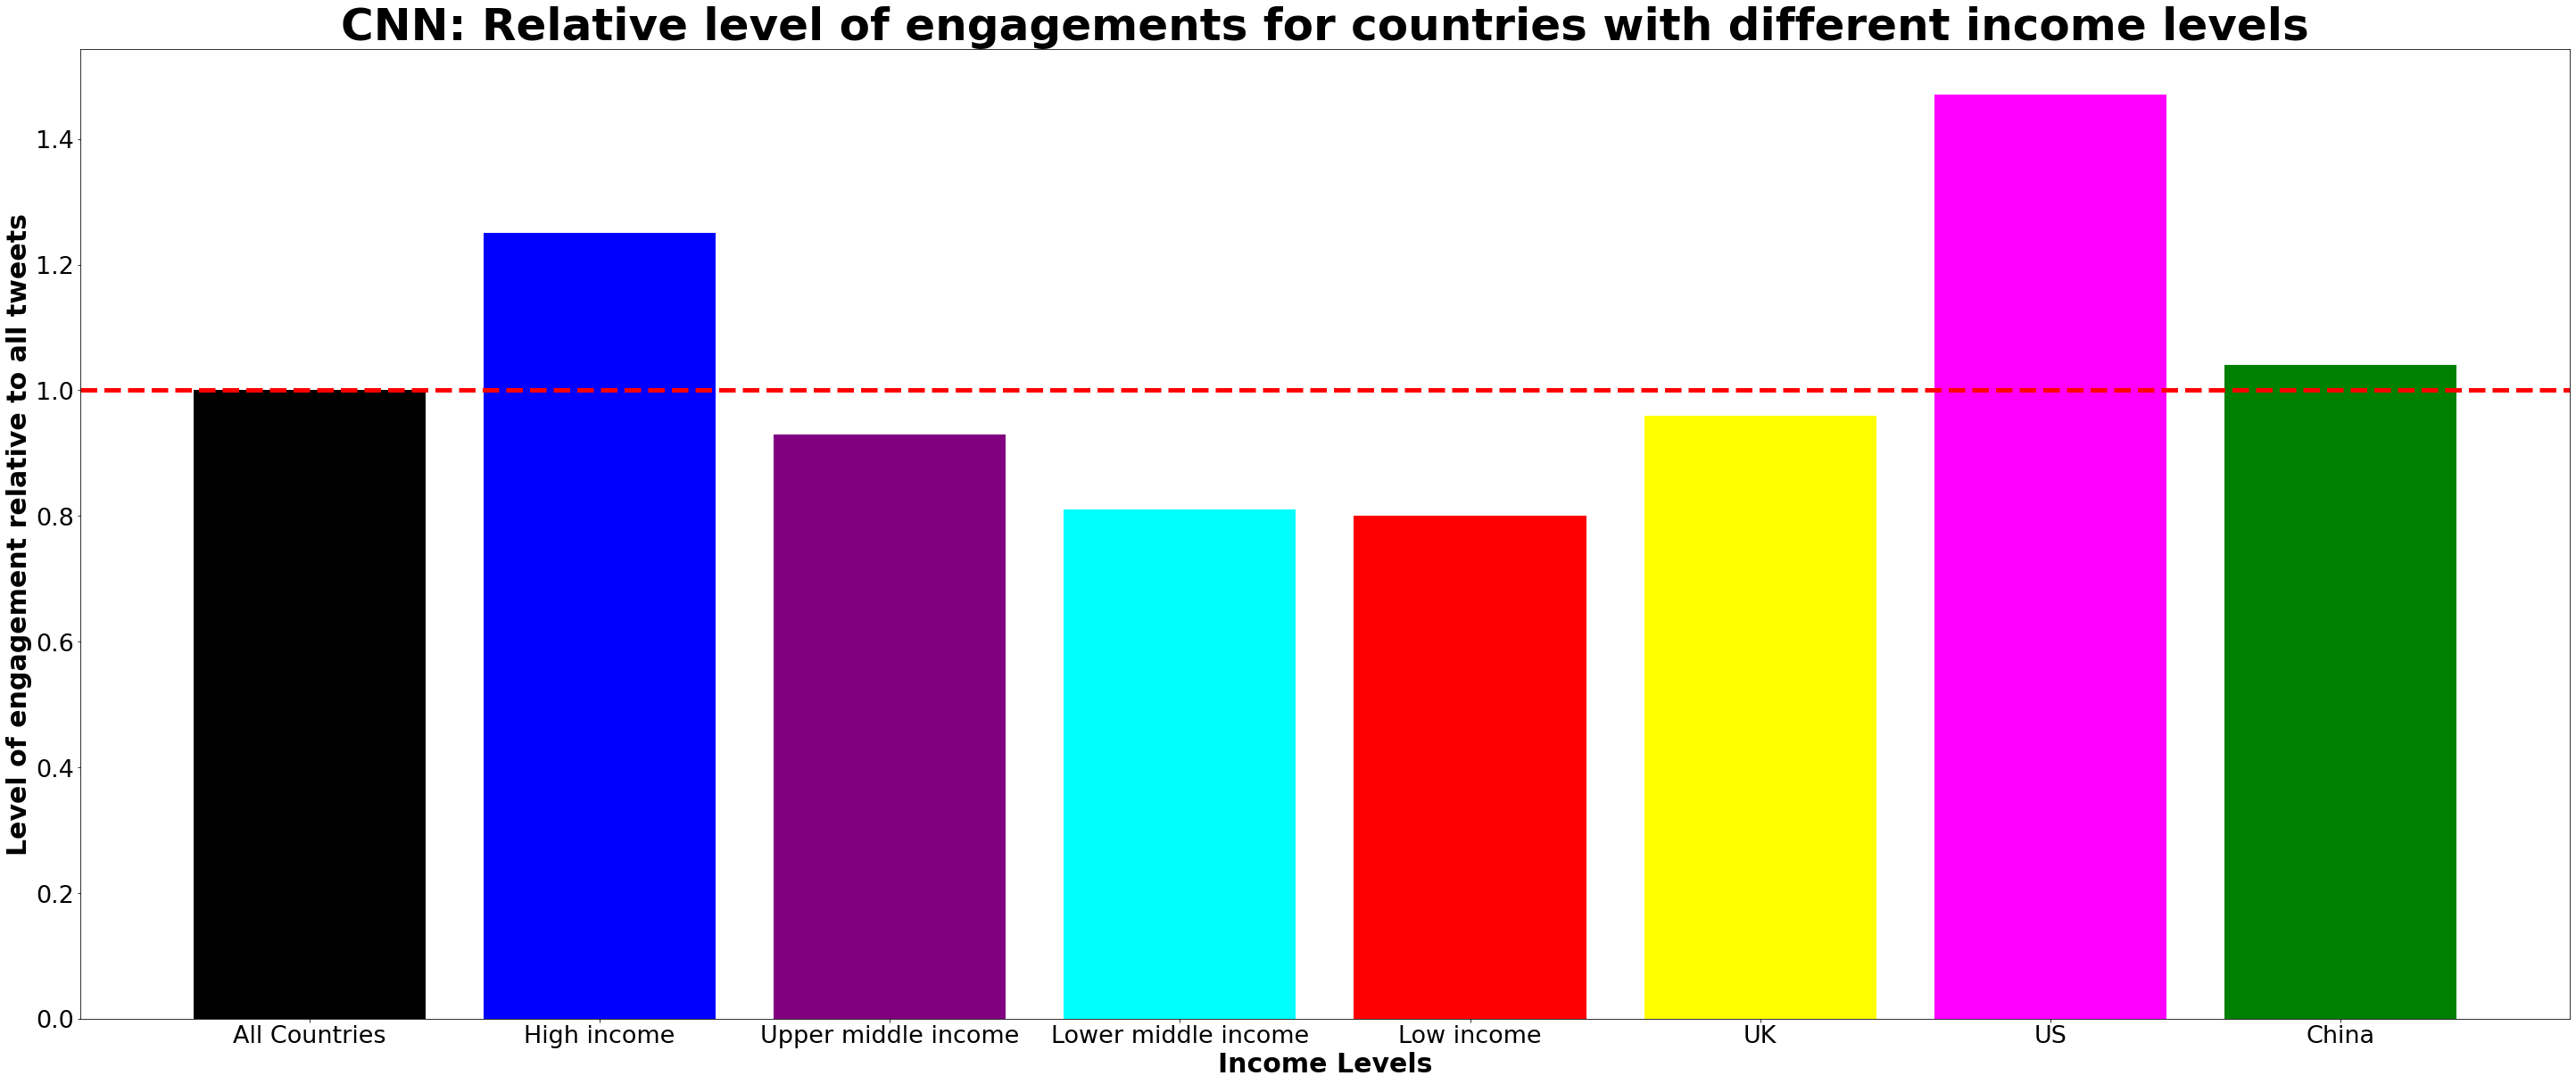 CNN: Relative level of engagements for countries with different income levels
Level of engagement relative to all tweets
1.4
1.2
1.0
0.8
0.6
0.4
0.2
0.0
All Countries
High income
Upper middle income
Lower middle income
Low income
UK
US
China
Income Levels